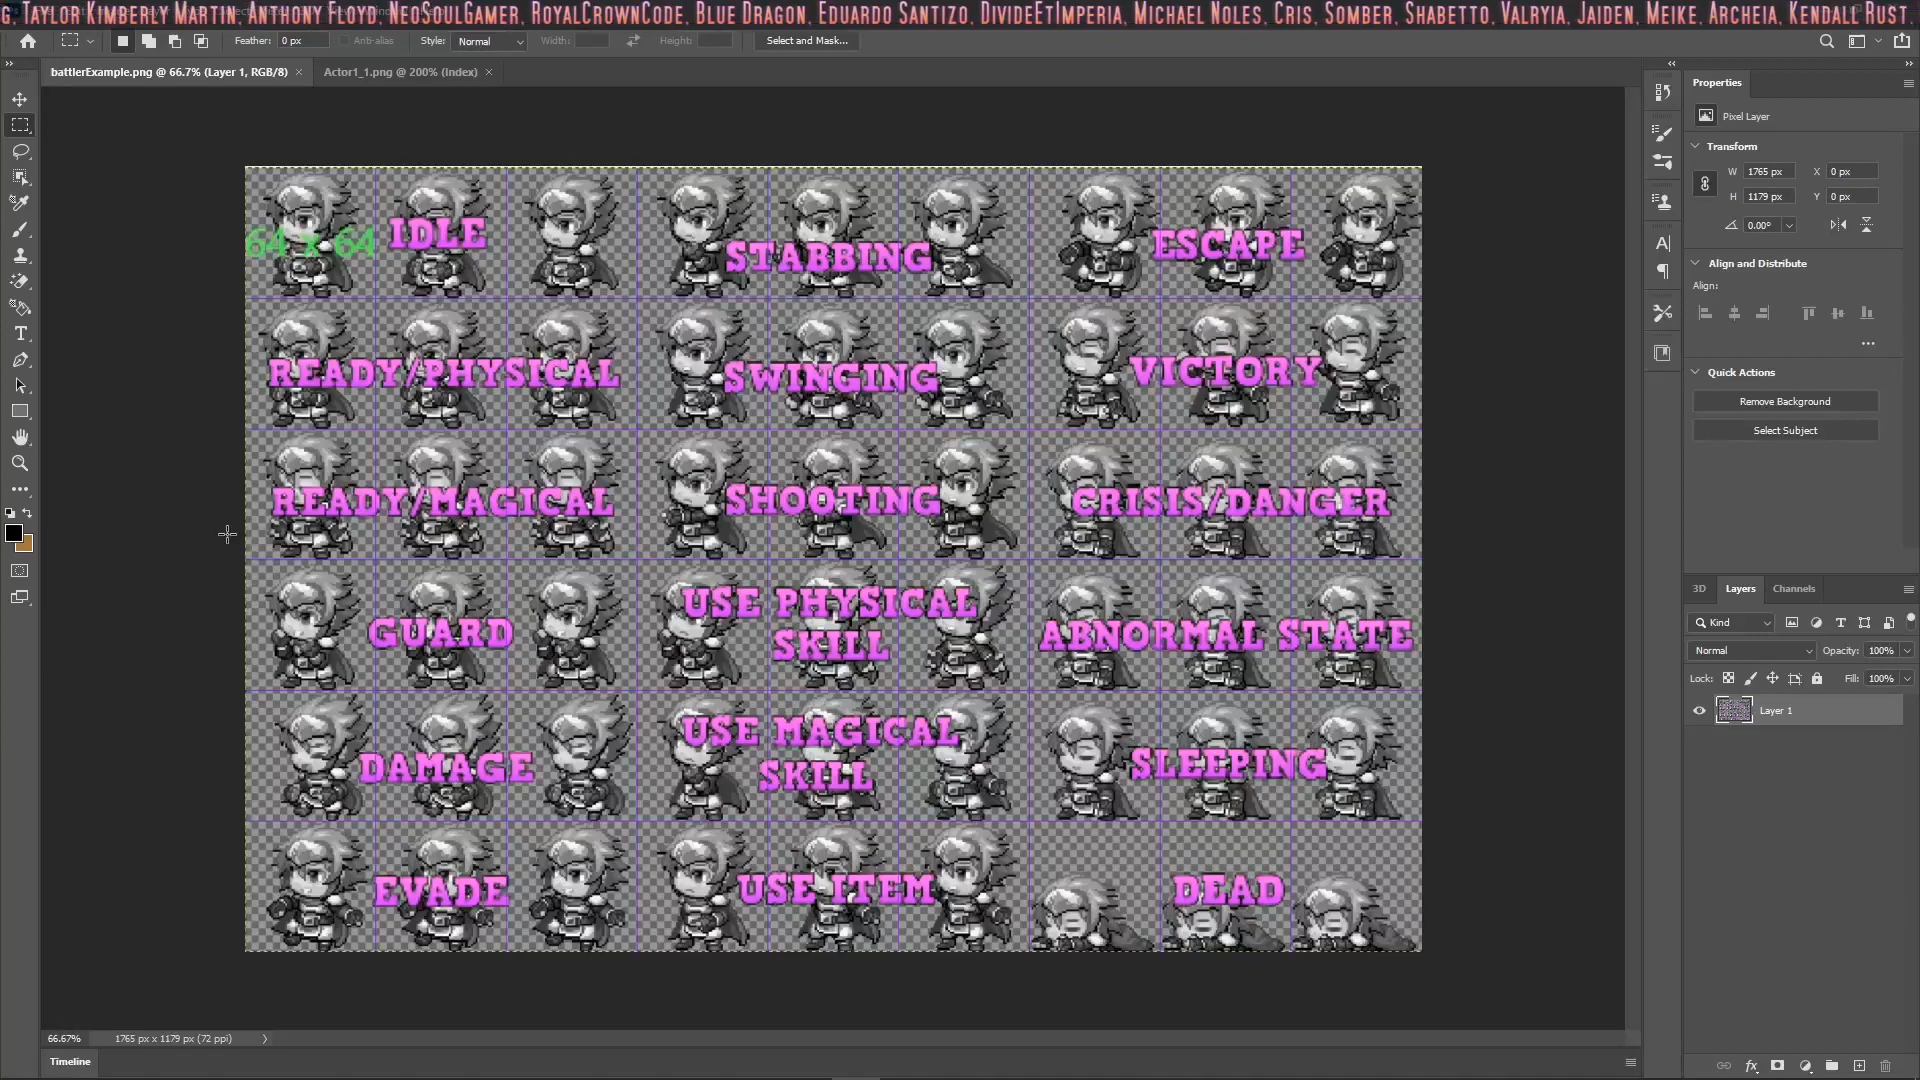 G, Taylor Kimberly Martin, Anthony Floyd, NeoSoulGamer, RoyalCrownCode, Blue Dragon, Eduardo Santizo, DivideEtImperia, Michael Noles, Cris, Somber, Shabetto, Valryia, Jaiden, Meike, Archeia, Kendall Rust.
Feather: 0 px Anti-alias Style: Normal Width: Height: Select and Mask...
battlerExample.png @ 66.7% (Layer 1, RGB/8) × Actor1_1.png @ 200% (Index) ×
Properties
Pixel Layer
Transform
W 1765 px X 0 px
H 1179 px Y 0 px
0.00°
Align and Distribute
Align:
Quick Actions
Remove Background
Select Subject
64 x 64
IDLE
STABBING
ESCAPE
READY/PHYSICAL
SWINGING
VICTORY
READY/MAGICAL
SHOOTING
CRISIS/DANGER
GUARD
USE PHYSICAL
SKILL
ABNORMAL STATE
DAMAGE
USE MAGICAL
SKILL
SLEEPING
EVADE
USE ITEM
DEAD
3D Layers Channels
Kind
Normal Opacity: 100%
Lock: Fill: 100%
Layer 1
66.67% 1765 px x 1179 px (72 ppi)
Timeline